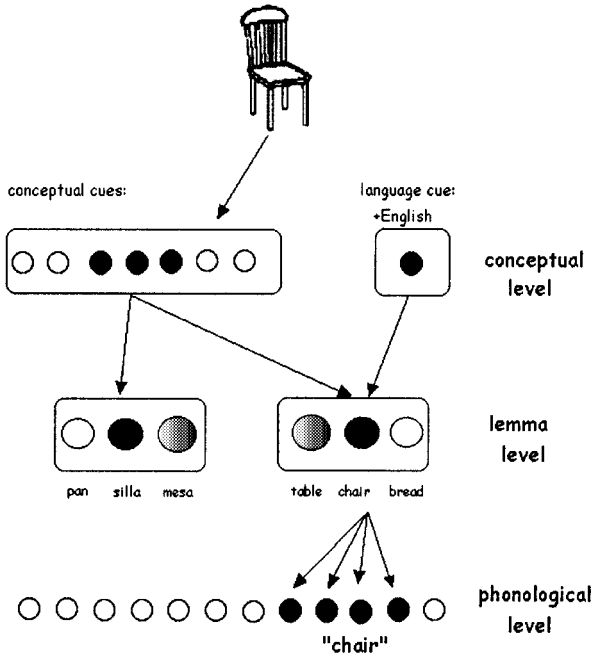 conceptual cues:
language cue:
+English
conceptual
level
lemma
level
pan silla mesa
table chair bread
phonological
level
"chair"